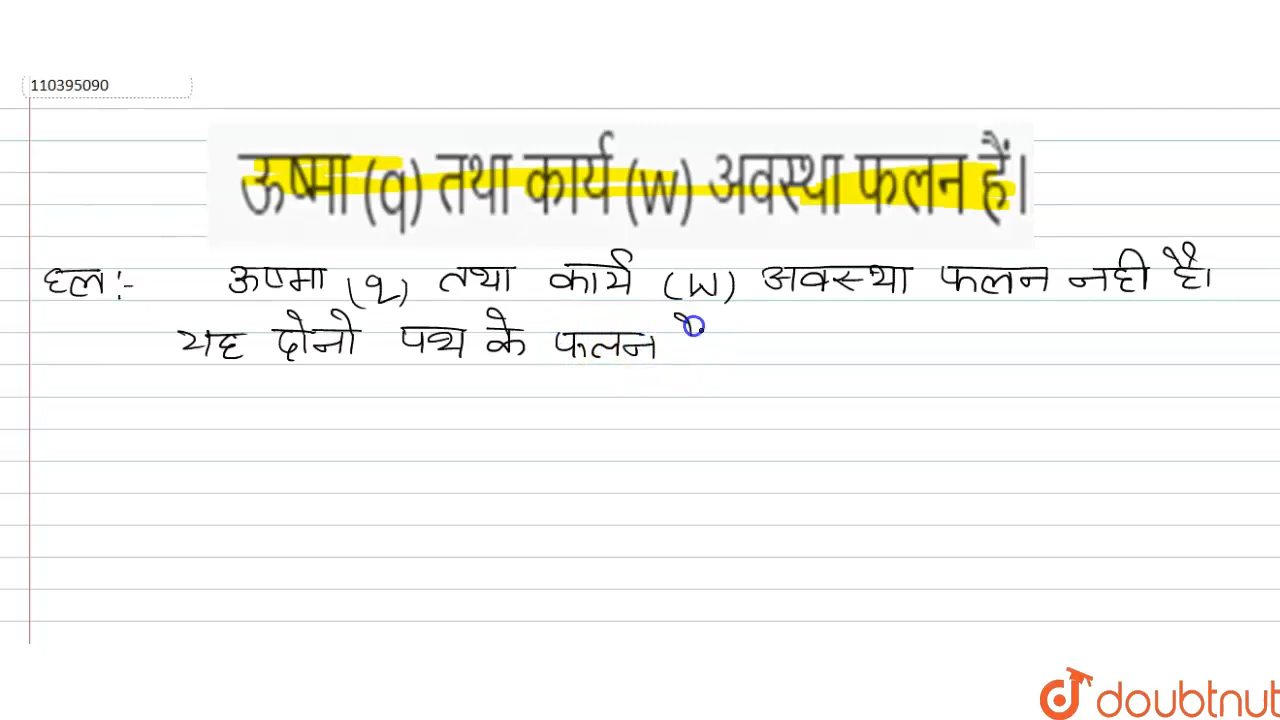 110395090
ऊष्मा (q) तथा कार्य (w) अवस्था फलन हैं।
हल :- ऊष्मा (q) तथा कार्य (W) अवस्था फलन नही है।
यह दोनो पथ के फलन
doubtnut